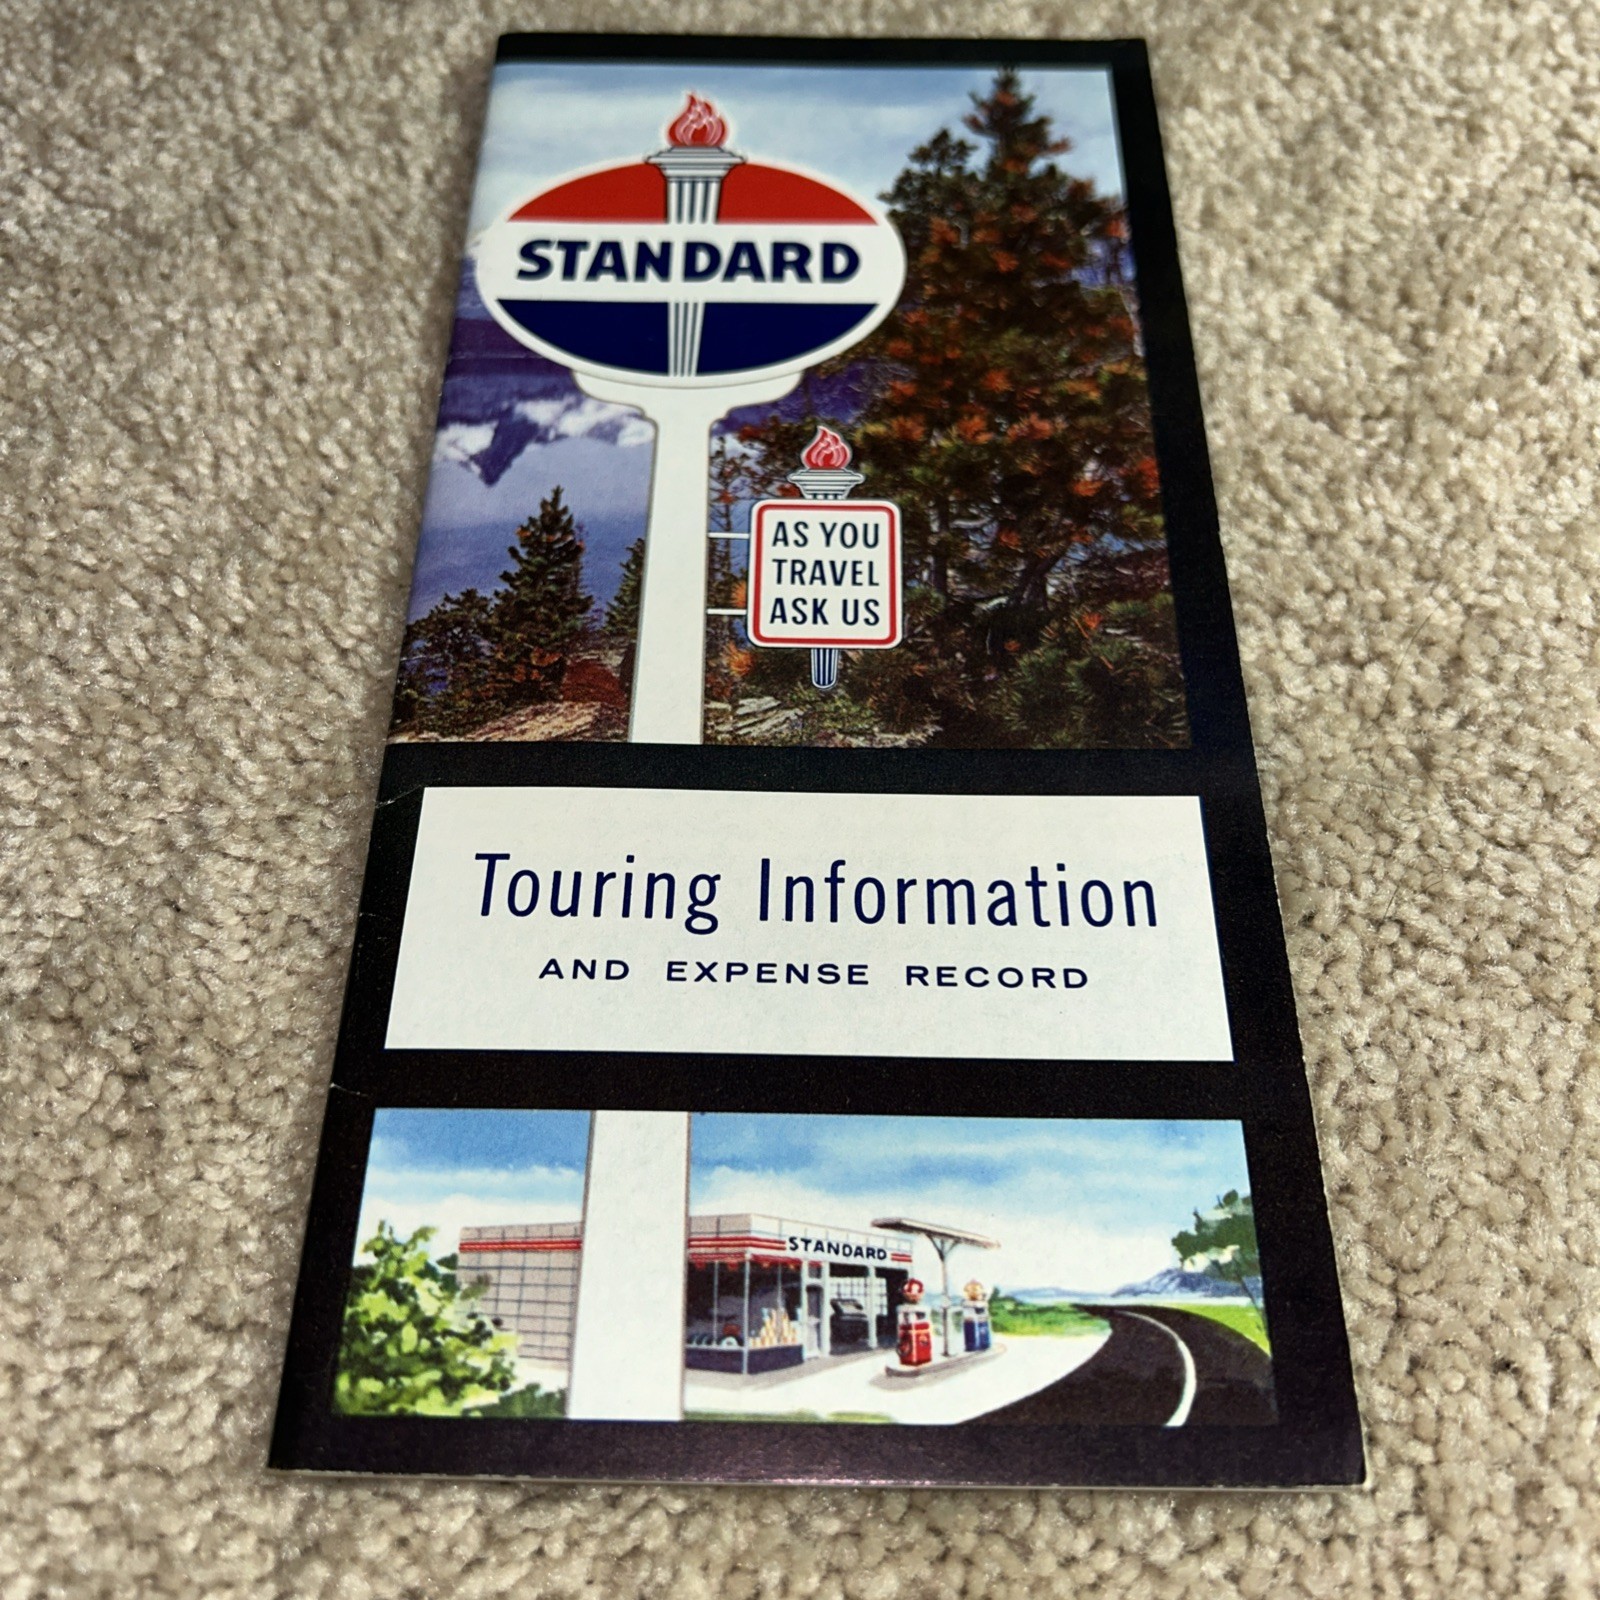 STANDARD
AS YOU
TRAVEL
ASK US
Touring Information
AND EXPENSE RECORD
STANDARD